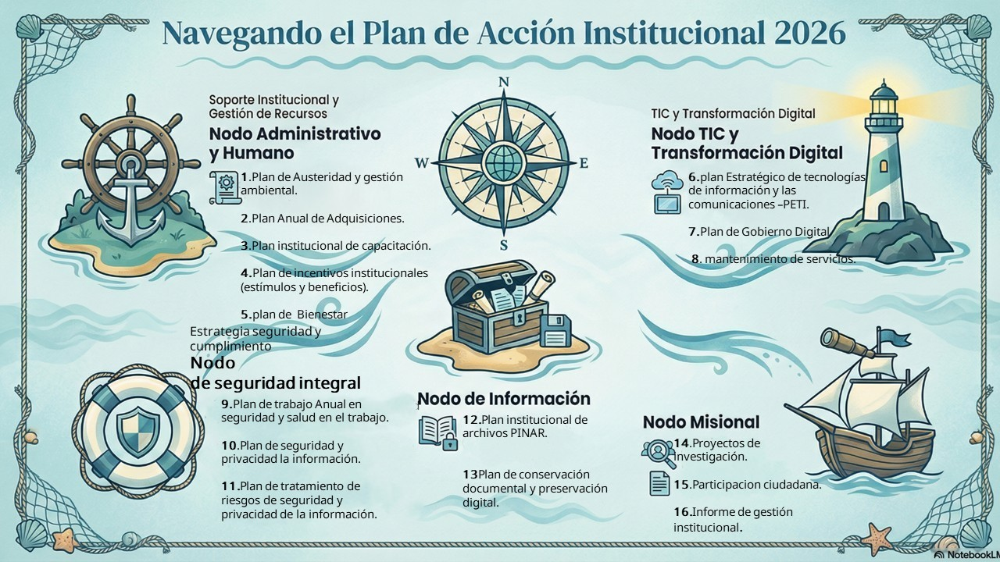 Navegando el Plan de Acción Institucional 2026
Soporte Institucional y
Gestión de Recursos
Nodo Administrativo
y Humano
1.Plan de Austeridad y gestión
ambiental.
2.Plan Anual de Adquisiciones.
3.Plan institucional de capacitación.
4.Plan de incentivos institucionales
(estímulos y beneficios).
5.plan de Bienestar
N
W
E
S
TIC y Transformación Digital
Nodo TIC y
Transformación Digital
6.plan Estratégico de tecnologías
de información y las
comunicaciones –PETI.
7.Plan de Gobierno Digital
8. mantenimiento de servicios.
Estrategia seguridad y
cumplimiento
Nodo
de seguridad integral
9.Plan de trabajo Anual en
seguridad y salud en el trabajo.
10.Plan de seguridad y
privacidad la información.
11.Plan de tratamiento de
riesgos de seguridad y
privacidad de la información.
Nodo de Información
12.Plan institucional de
archivos PINAR.
13Plan de conservación
documental y preservación
digital.
Nodo Misional
14.Proyectos de
investigación.
15.Participacion ciudadana.
16.Informe de gestión
institucional.
NotebookLM